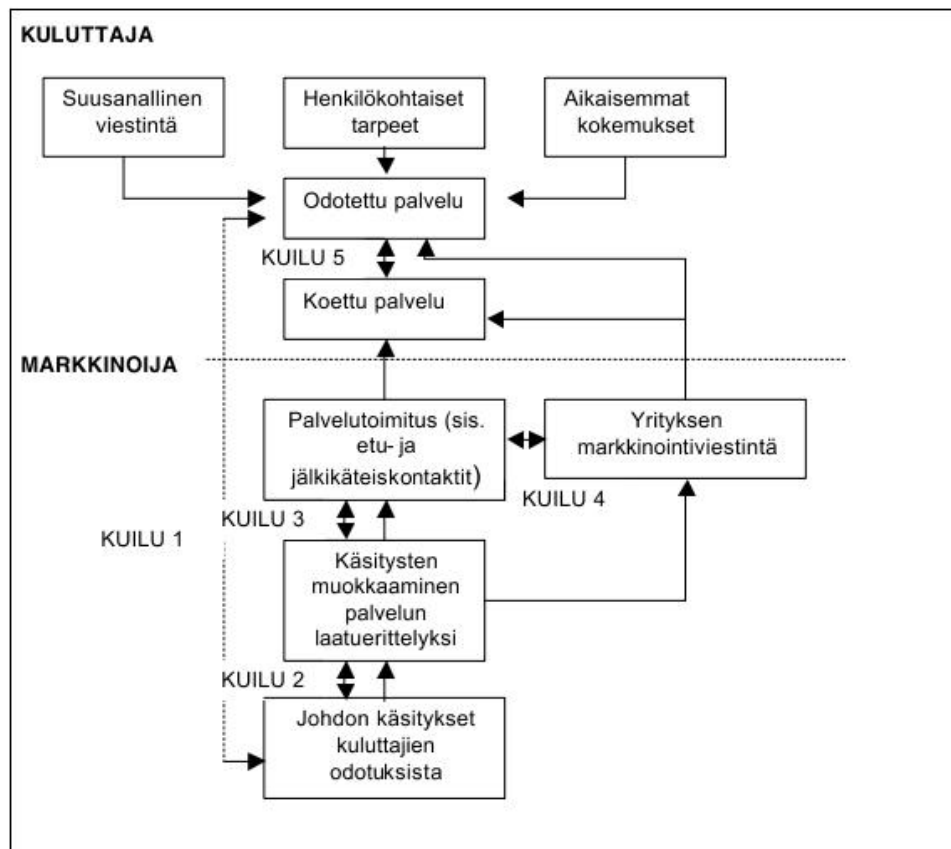 KULUTTAJA
Suusanallinen
viestintä
Henkilökohtaiset
tarpeet
Aikaisemmat
kokemukset
Odotettu palvelu
KUILU 5
Koettu palvelu
MARKKINOIJA
Palvelutoimitus (sis.
etu- ja
jälkikäteiskontaktit)
Yrityksen
markkinointiviestintä
KUILU 4
KUILU 3
KUILU 1
Käsitysten
muokkaaminen
palvelun
laatuerittelyksi
KUILU 2
Johdon käsitykset
kuluttajien
odotuksista